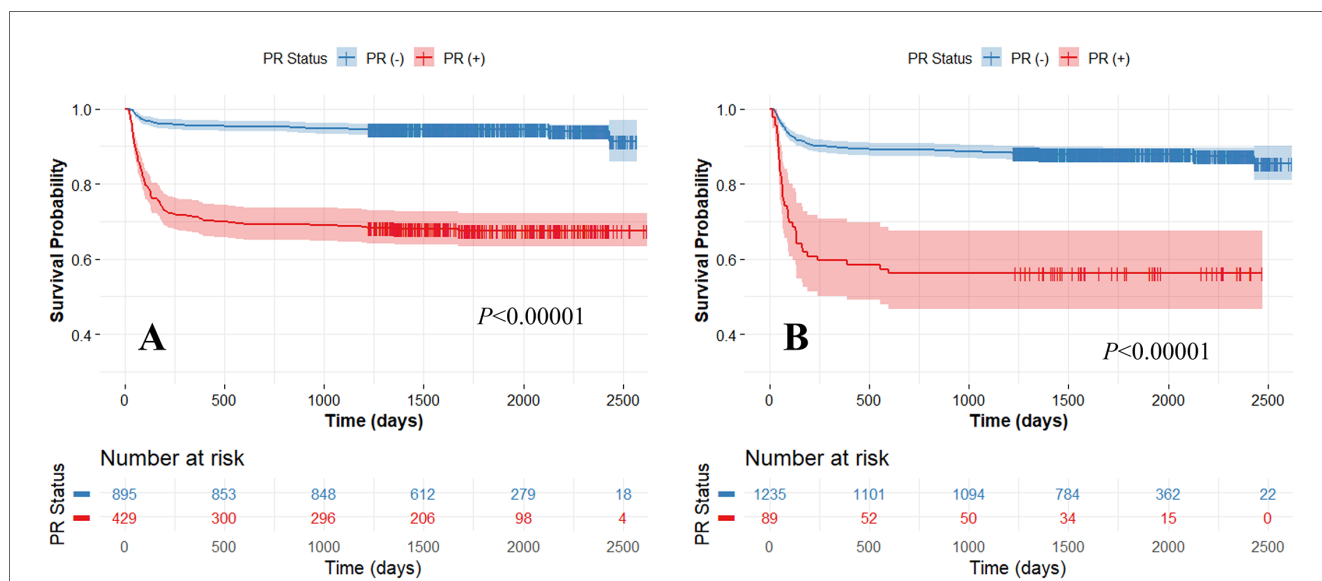 PR Status PR (-) PR (+)
1.0
0.8
0.6
0.4
Survival Probability
A
P<0.00001
0 500 1000 1500 2000 2500
Time (days)
Number at risk
PR Status
895 853 848 612 279 18
429 300 296 206 98 4
0 500 1000 1500 2000 2500
Time (days)
PR Status PR (-) PR (+)
1.0
0.8
0.6
0.4
Survival Probability
B
P<0.00001
0 500 1000 1500 2000 2500
Time (days)
Number at risk
PR Status
1235 1101 1094 784 362 22
89 52 50 34 15 0
0 500 1000 1500 2000 2500
Time (days)